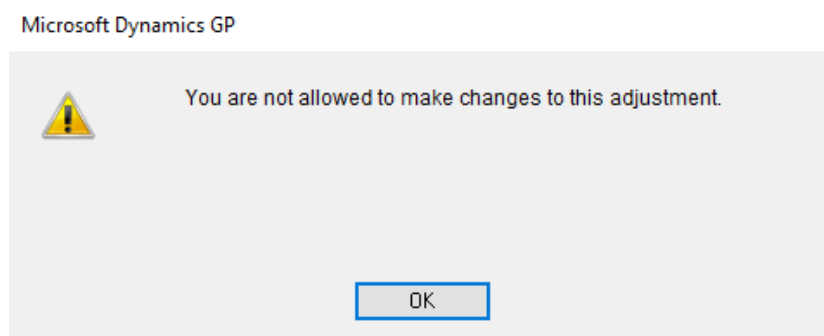 Microsoft Dynamics GP
You are not allowed to make changes to this adjustment.
OK